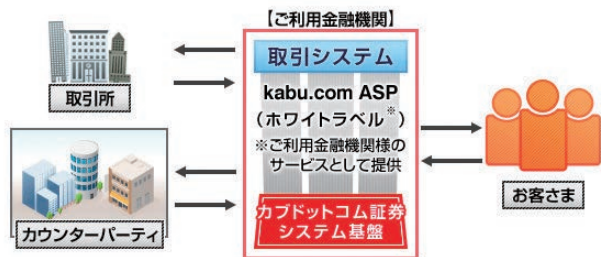 【ご利用金融機関】
取引システム
取引所
kabu.com ASP
(ホワイトラベル※)
※ご利用金融機関様の
サービスとして提供
お客さま
カブドットコム証券
システム基盤
カウンターパーティ